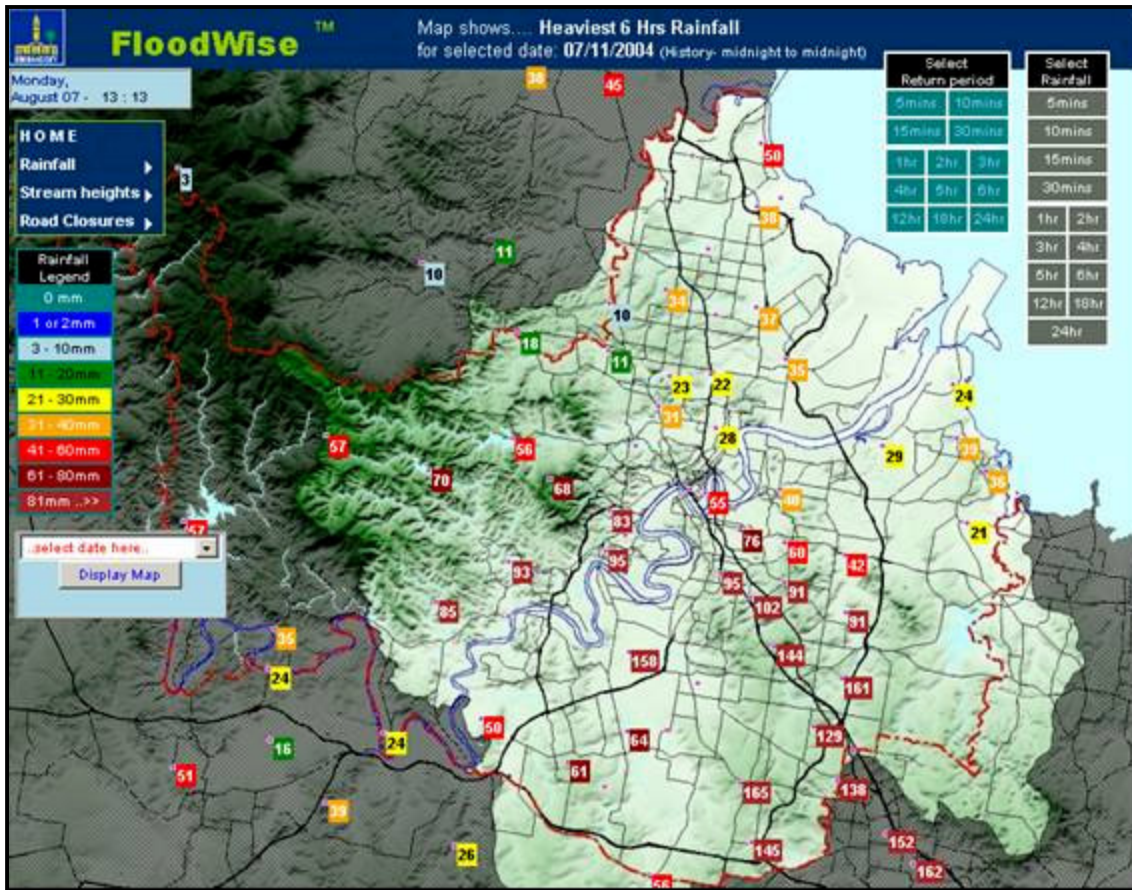 FloodWise ™
Map shows.... Heaviest 6 Hrs Rainfall
for selected date: 07/11/2004 (History- midnight to midnight)
Monday,
August 07 - 13 : 13
HOME
Rainfall
Stream heights
Road Closures
Rainfall
Legend
0 mm
1 or 2mm
3 - 10mm
11 - 20mm
21 - 30mm
31 - 40mm
41 - 60mm
61 - 80mm
81mm ..>>
..select date here..
Display Map
Select
Return period
5mins 10mins
15mins 30mins
1hr 2hr 3hr
4hr 5hr 6hr
12hr 18hr 24hr
Select
Rainfall
5mins
10mins
15mins
30mins
1hr 2hr
3hr 4hr
5hr 6hr
12hr 18hr
24hr
38 45
50
3
38
11
10
34 10 37
18
11
35
23 22
24
31
28
57 56 29 39
70 68 36
55 40
57 83 21
76
95 60 42
93 95 91
85 102 91
35
158 144
24 161
50 129
24 64
16
51 61
165 138
39
152
26 145
162
56